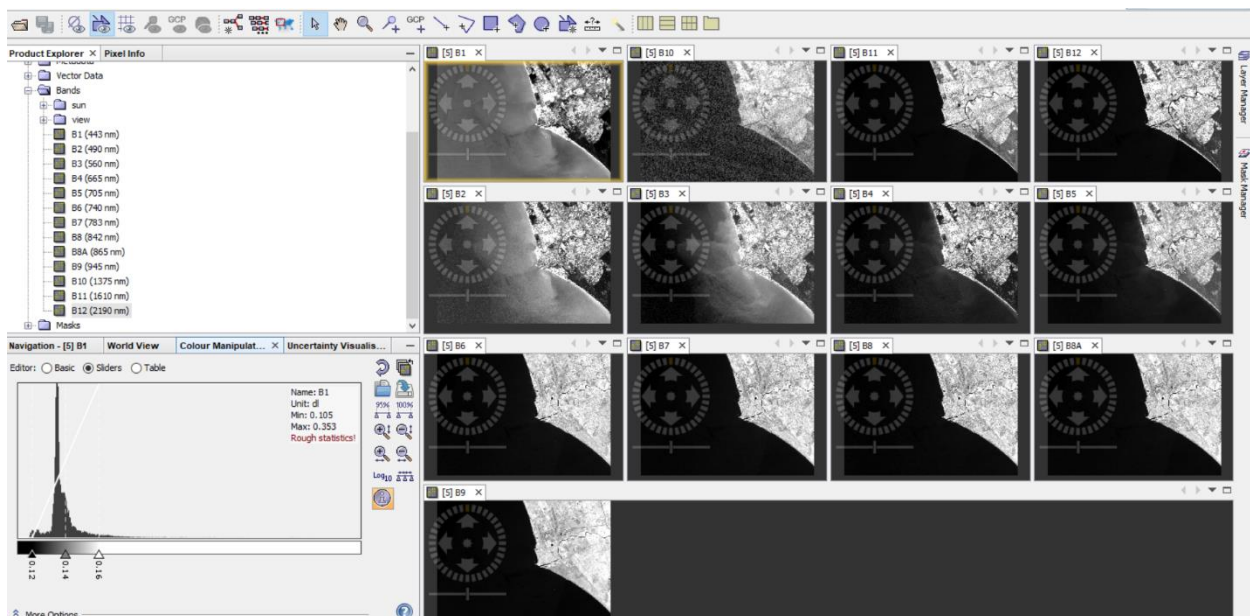 GCP
GCP
Product Explorer × Pixel Info
Metadata
Vector Data
Bands
sun
view
B1 (443 nm)
B2 (490 nm)
B3 (560 nm)
B4 (665 nm)
B5 (705 nm)
B6 (740 nm)
B7 (783 nm)
B8 (842 nm)
B8A (865 nm)
B9 (945 nm)
B10 (1375 nm)
B11 (1610 nm)
B12 (2190 nm)
Masks
Navigation - [5] B1 World View Colour Manipulat... × Uncertainty Visualis...
Editor: Basic Sliders Table
Name: B1
Unit: dl
Min: 0.105
Max: 0.353
Rough statistics!
95% 100%
Log10
0.12 0.14 0.16
More Options
[5] B1 ×
[5] B10 ×
[5] B11 ×
[5] B12 ×
[5] B2 ×
[5] B3 ×
[5] B4 ×
[5] B5 ×
[5] B6 ×
[5] B7 ×
[5] B8 ×
[5] B8A ×
[5] B9 ×
Layer Manager
Mask Manager